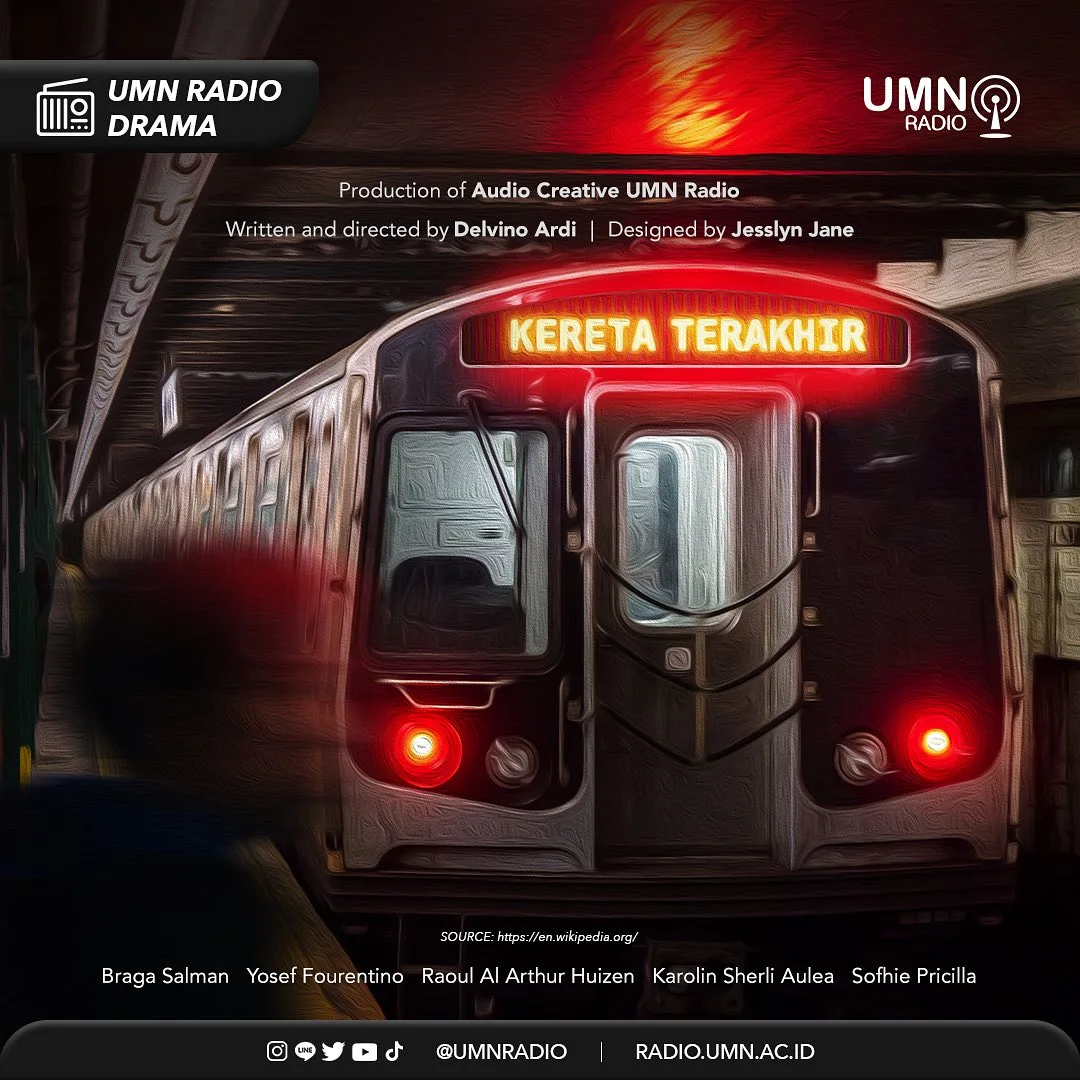 UMN RADIO
DRAMA
UMN
RADIO
Production of Audio Creative UMN Radio
Written and directed by Delvino Ardi | Designed by Jesslyn Jane
KERETA TERAKHIR
SOURCE: https://en.wikipedia.org/
Braga Salman Yosef Fourentino Raoul Al Arthur Huizen Karolin Sherli Aulea Sofhie Pricilla
LINE @UMNRADIO | RADIO.UMN.AC.ID